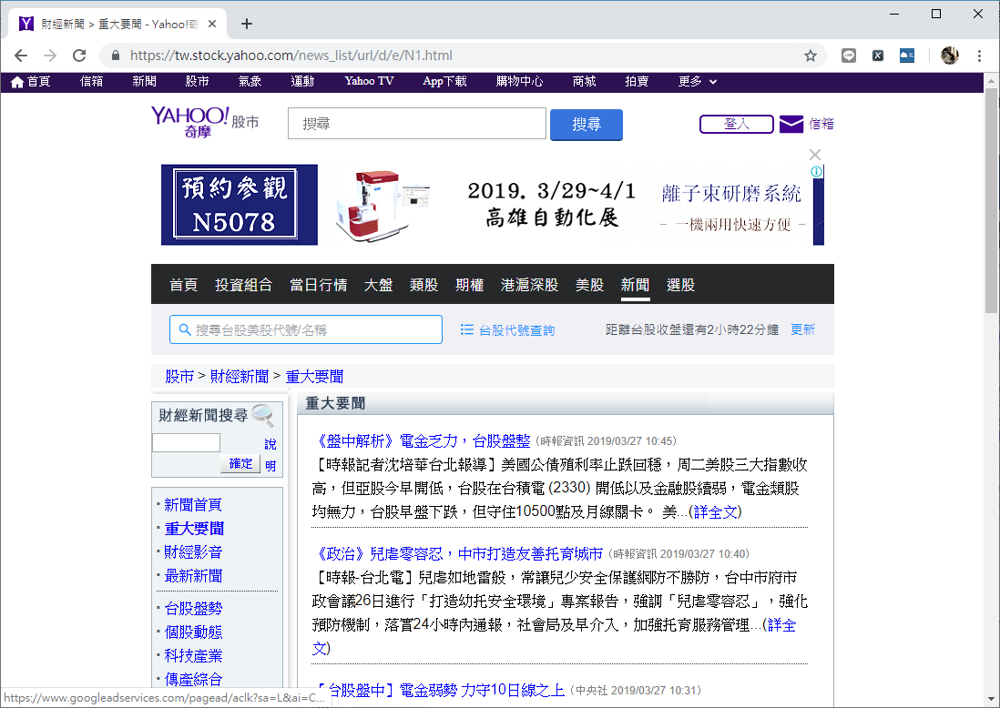 財經新聞 > 重大要聞 - Yahoo!奇
https://tw.stock.yahoo.com/news_list/url/d/e/N1.html
首頁 信箱 新聞 股市 氣象 運動 Yahoo TV App下載 購物中心 商城 拍賣 更多
YAHOO! 奇摩 股市
搜尋 搜尋
登入 信箱
預約參觀
N5078
2019. 3/29~4/1
高雄自動化展
離子束研磨系統
－ 一機兩用快速方便 －
首頁 投資組合 當日行情 大盤 類股 期權 港滬深股 美股 新聞 選股
搜尋台股美股代號/名稱 台股代號查詢 距離台股收盤還有2小時22分鐘 更新
股市 > 財經新聞 > 重大要聞
財經新聞搜尋
說明
確定
新聞首頁
重大要聞
財經影音
最新新聞
台股盤勢
個股動態
科技產業
傳產綜合
重大要聞
《盤中解析》電金乏力，台股盤整 (時報資訊 2019/03/27 10:45)
【時報記者沈培華台北報導】美國公債殖利率止跌回穩，周二美股三大指數收
高，但亞股今早開低，台股在台積電 (2330) 開低以及金融股續弱，電金類股
均無力，台股早盤下跌，但守住10500點及月線關卡。 美...(詳全文)
《政治》兒虐零容忍，中市打造友善托育城市 (時報資訊 2019/03/27 10:40)
【時報-台北電】兒虐如地雷般，常讓兒少安全保護網防不勝防，台中市府市
政會議26日進行「打造幼托安全環境」專案報告，強調「兒虐零容忍」，強化
預防機制，落實24小時內通報，社會局及早介入，加強托育服務管理...(詳全
文)
【台股盤中】電金弱勢 力守10日線之上 (中央社 2019/03/27 10:31)
https://www.googleadservices.com/pagead/aclk?sa=L&ai=C...